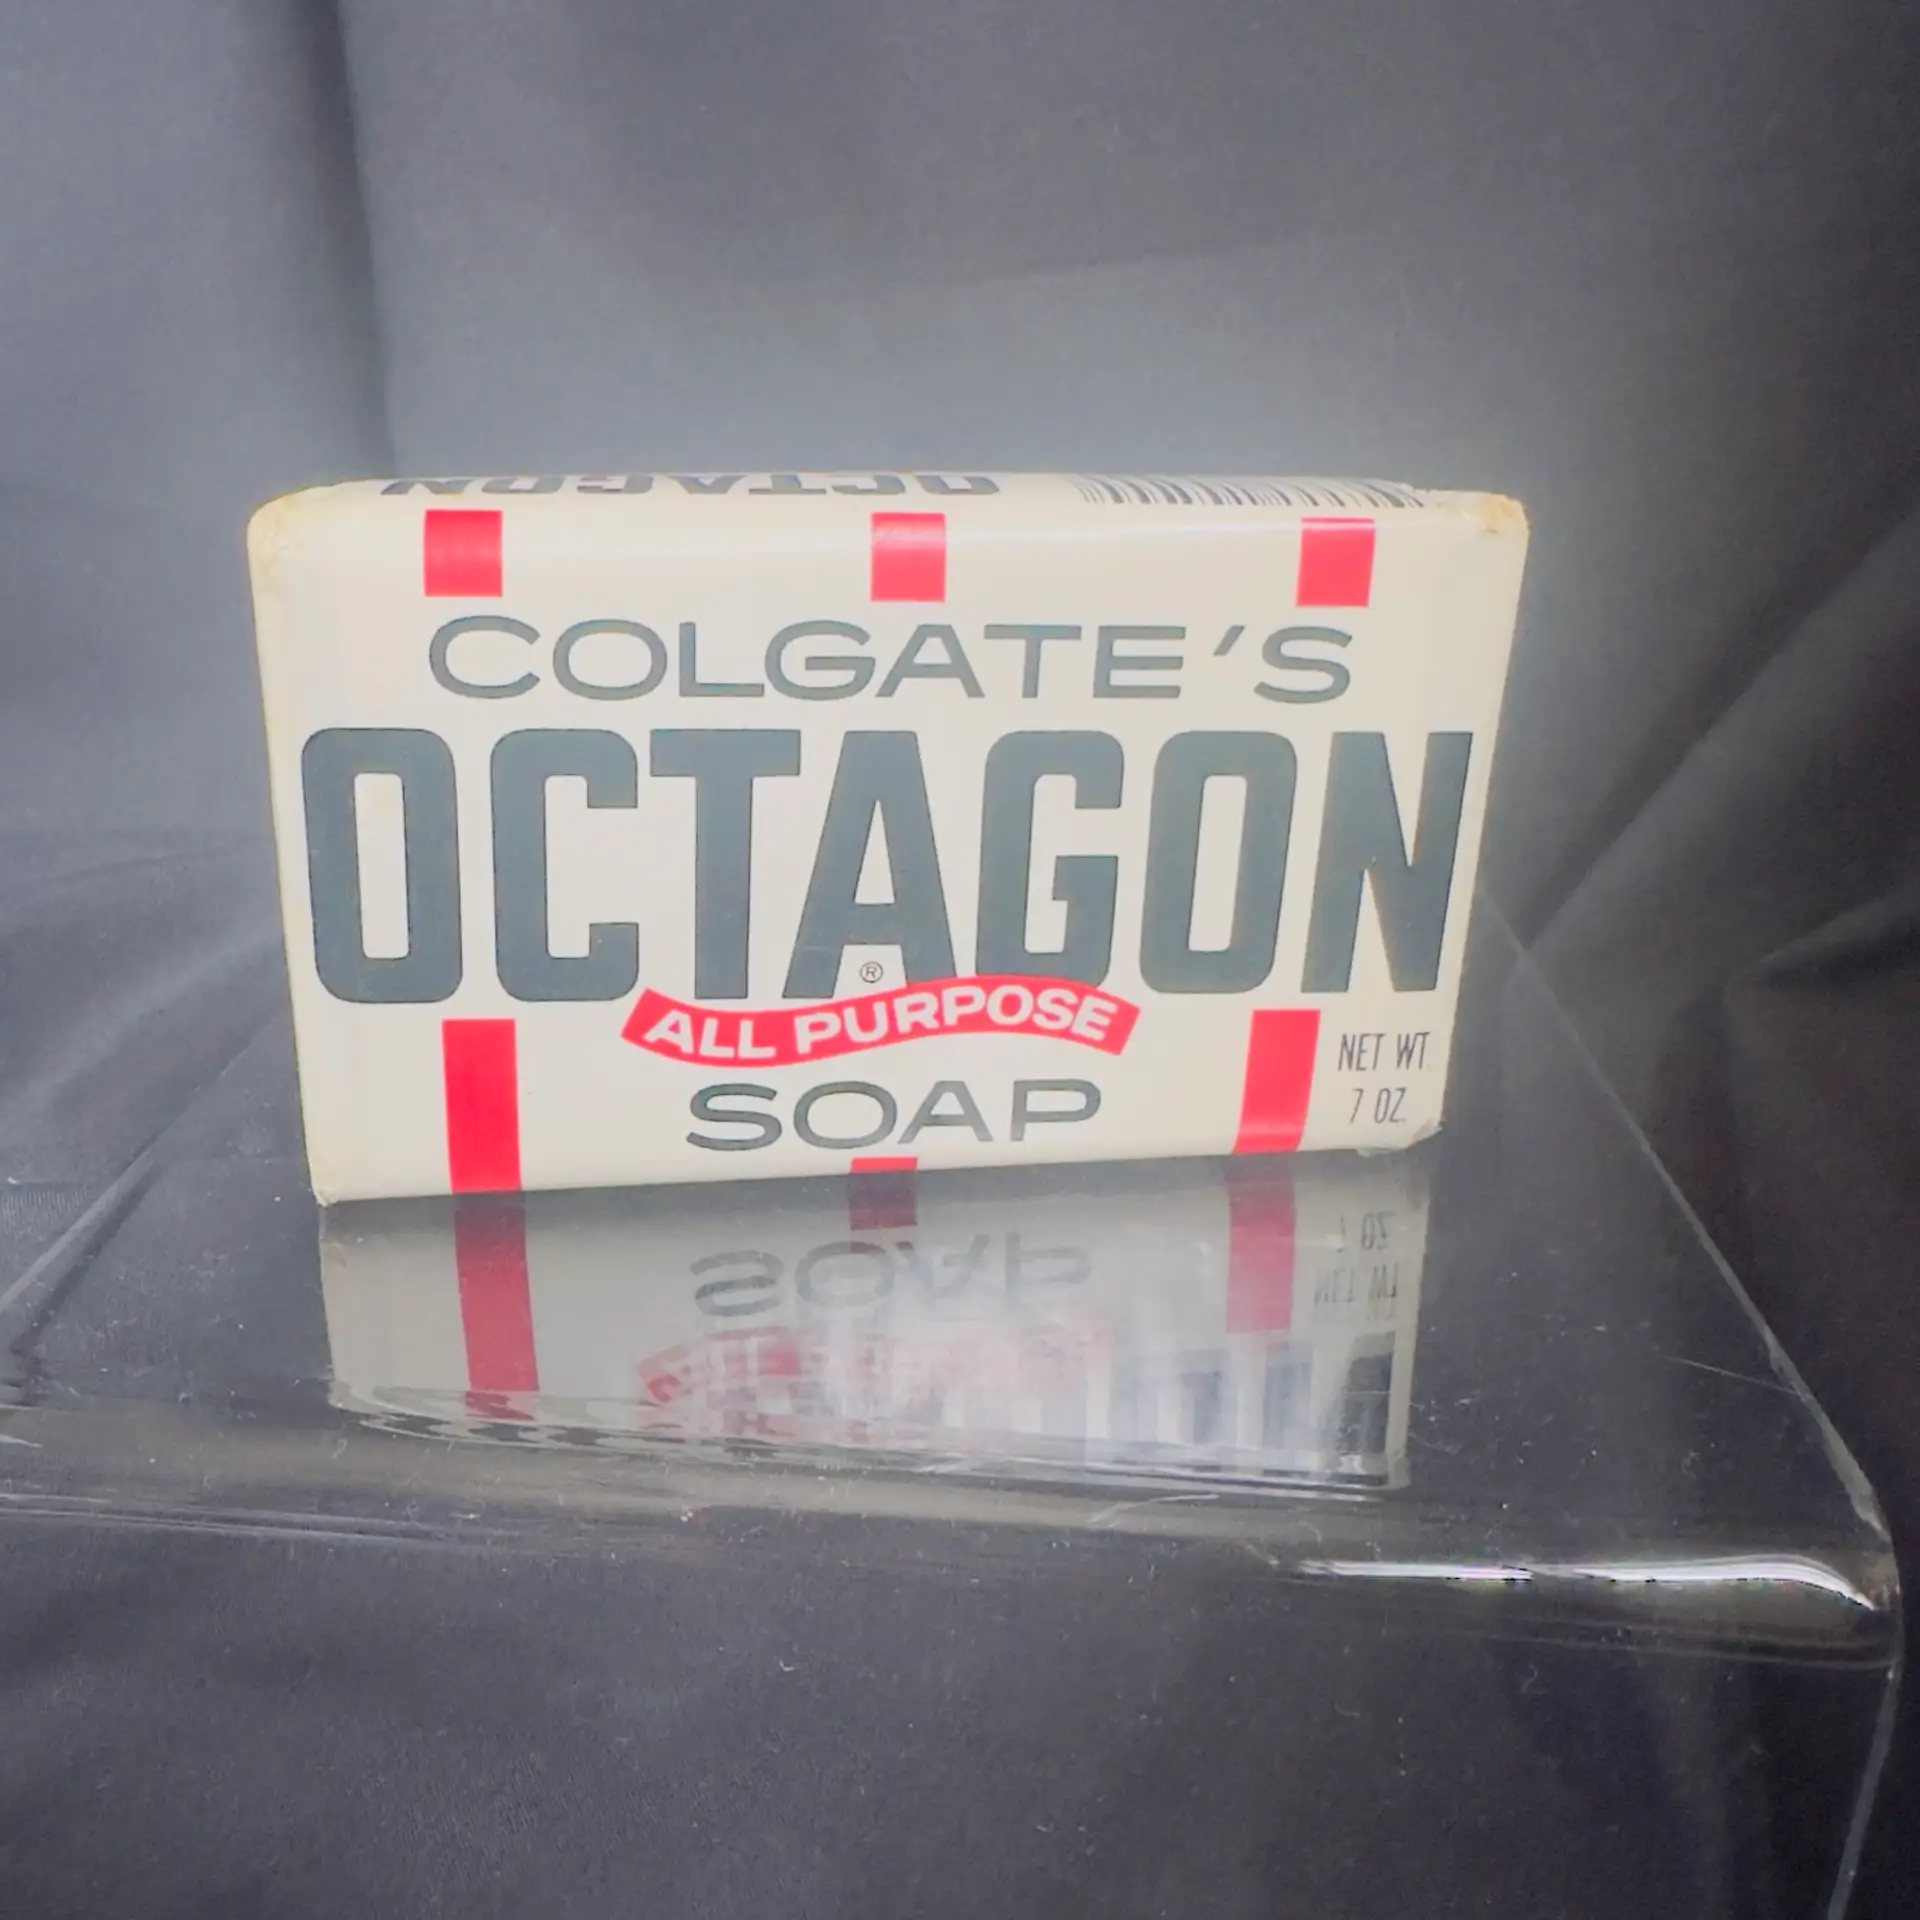 OCTAGON
COLGATE'S
OCTAGON
®
ALL PURPOSE
SOAP
NET WT.
7 OZ.